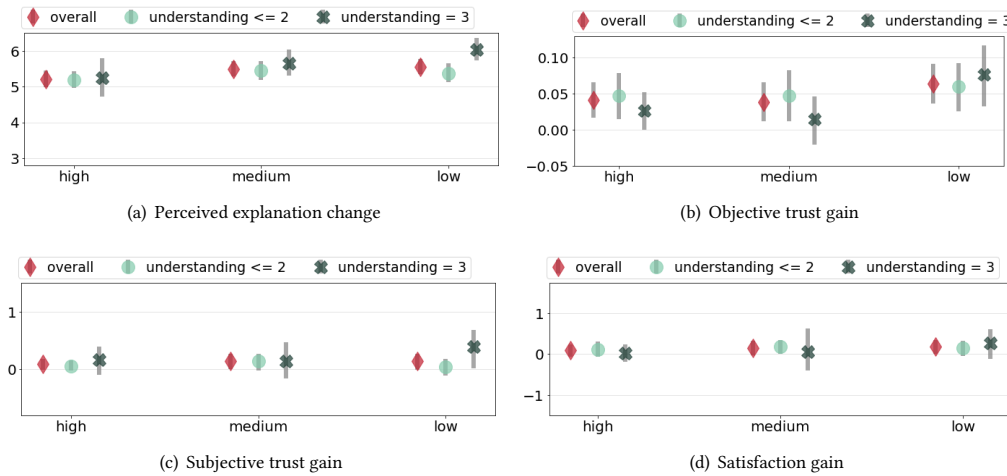 overall understanding <= 2 understanding = 3
6
5
4
3
high medium low
(a) Perceived explanation change
overall understanding <= 2 understanding = 3
0.10
0.05
0.00
−0.05
high medium low
(b) Objective trust gain
overall understanding <= 2 understanding = 3
1
0
high medium low
(c) Subjective trust gain
overall understanding <= 2 understanding = 3
1
0
−1
high medium low
(d) Satisfaction gain